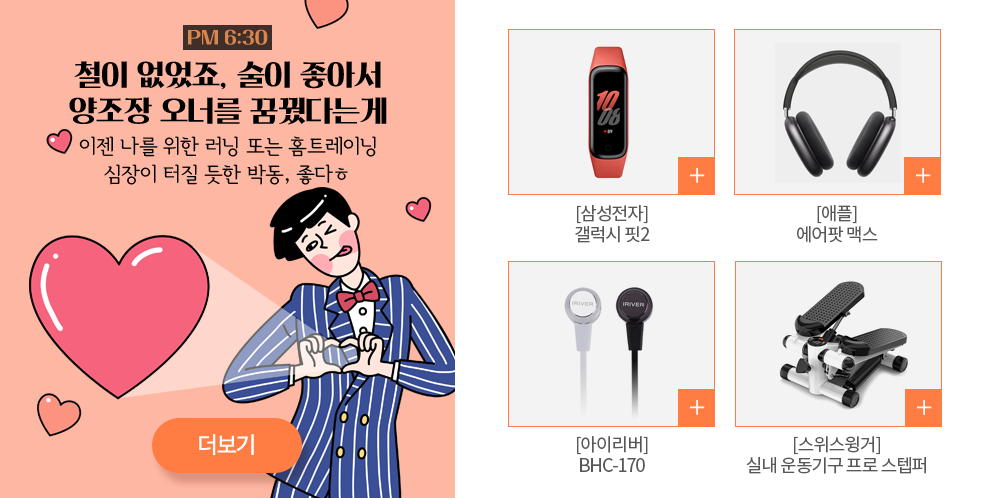 PM 6:30
철이 없었죠, 술이 좋아서
양조장 오너를 꿈꿨다는게
이젠 나를 위한 러닝 또는 홈트레이닝
심장이 터질 듯한 박동, 좋다ㅎ
더보기
10
06
[삼성전자]
갤럭시 핏2
[애플]
에어팟 맥스
IRIVER
IRIVER
[아이리버]
BHC-170
[스위스윙거]
실내 운동기구 프로 스텝퍼